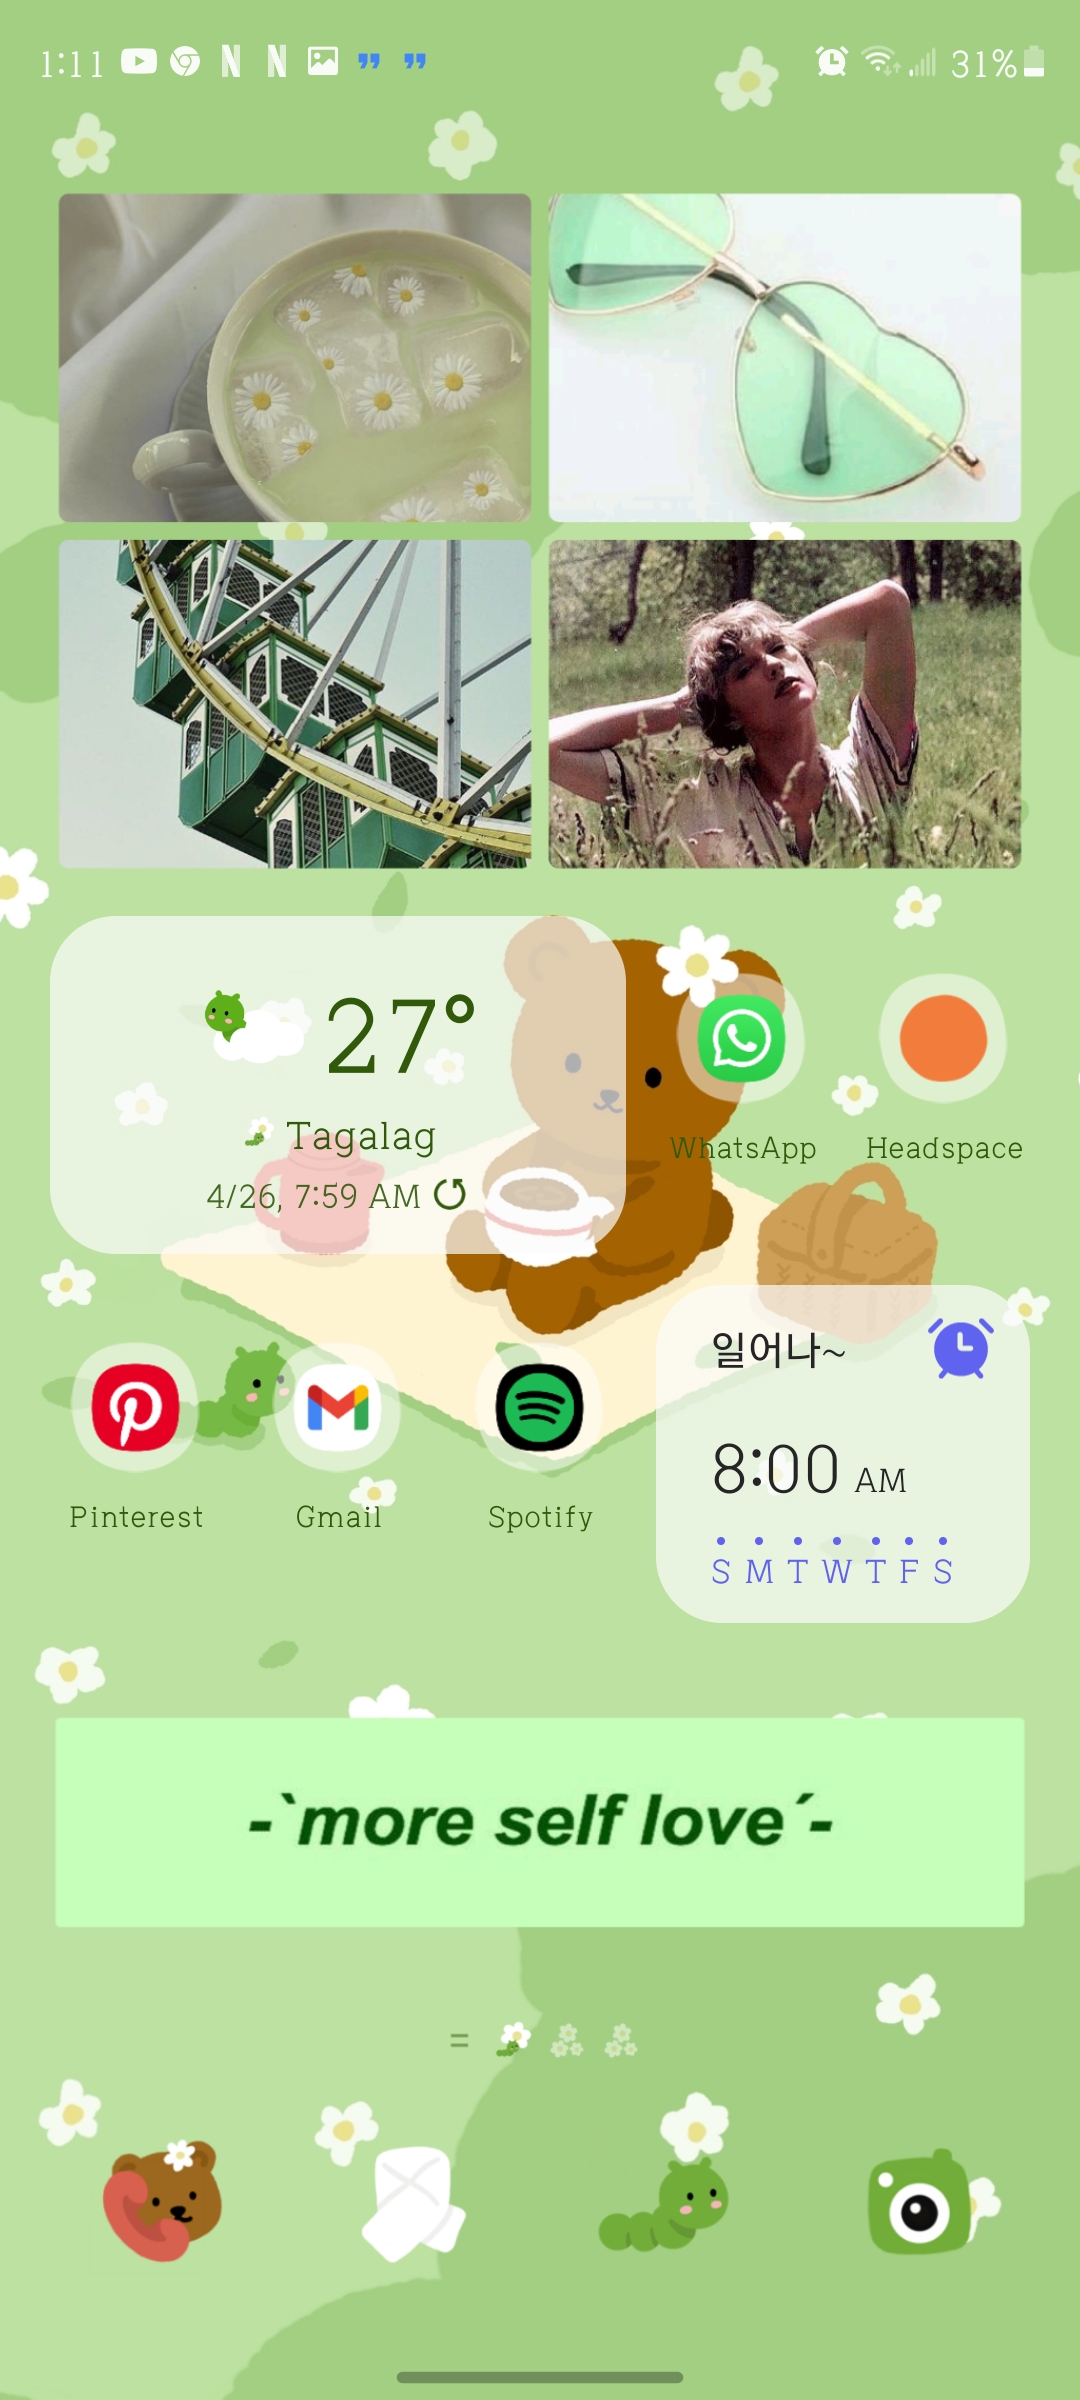 1:11 31%
27°
Tagalag
4/26, 7:59 AM
WhatsApp Headspace
일어나~
8:00 AM
S M T W T F S
Pinterest Gmail Spotify
-`more self love´-